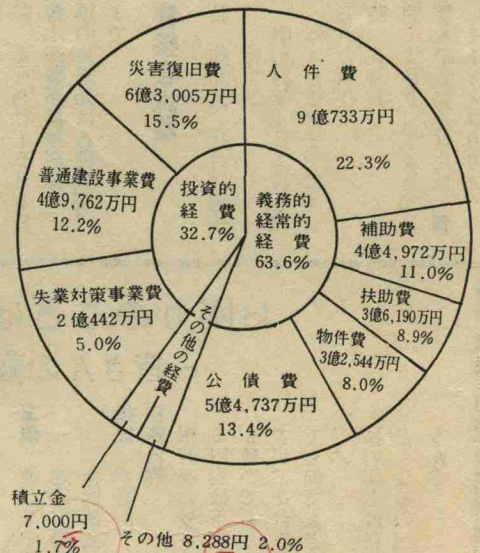 災害復旧費
6億3,005万円
15.5%
人件費
9億733万円
22.3%
普通建設事業費
4億9,762万円
12.2%
投資的
経費
32.7%
義務的
経常的
経費
63.6%
補助費
4億4,972万円
11.0%
扶助費
3億6,190万円
8.9%
物件費
3億2,544万円
8.0%
失業対策事業費
2億442万円
5.0%
その他の経費
公債費
5億4,737万円
13.4%
積立金
7,000円
1.7%
その他 8,288円 2.0%